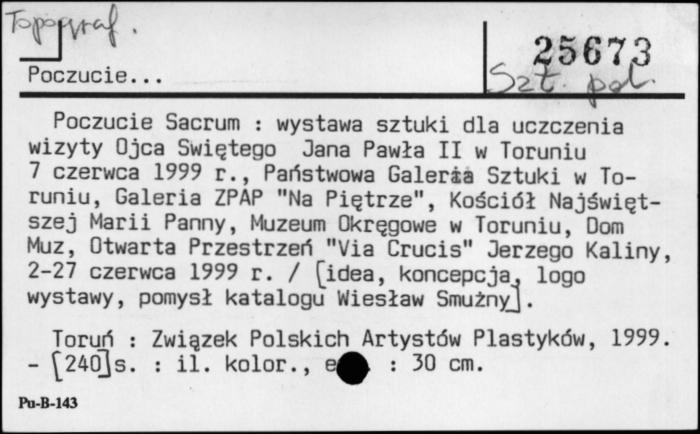 Topograf.
25673
Poczucie...
Szt. pol.
Poczucie Sacrum : wystawa sztuki dla uczczenia
wizyty Ojca Swiętego Jana Pawła II w Toruniu
7 czerwca 1999 r., Państwowa Galeria Sztuki w To-
runiu, Galeria ZPAP "Na Piętrze", Kościół Najświęt-
szej Marii Panny, Muzeum Okręgowe w Toruniu, Dom
Muz, Otwarta Przestrzeń "Via Crucis" Jerzego Kaliny,
2-27 czerwca 1999 r. / [idea, koncepcja, logo
wystawy, pomysł katalogu Wiesław Smużny].
Toruń : Związek Polskich Artystów Plastyków, 1999.
- [240]s. : il. kolor., : 30 cm.
Pu-B-143